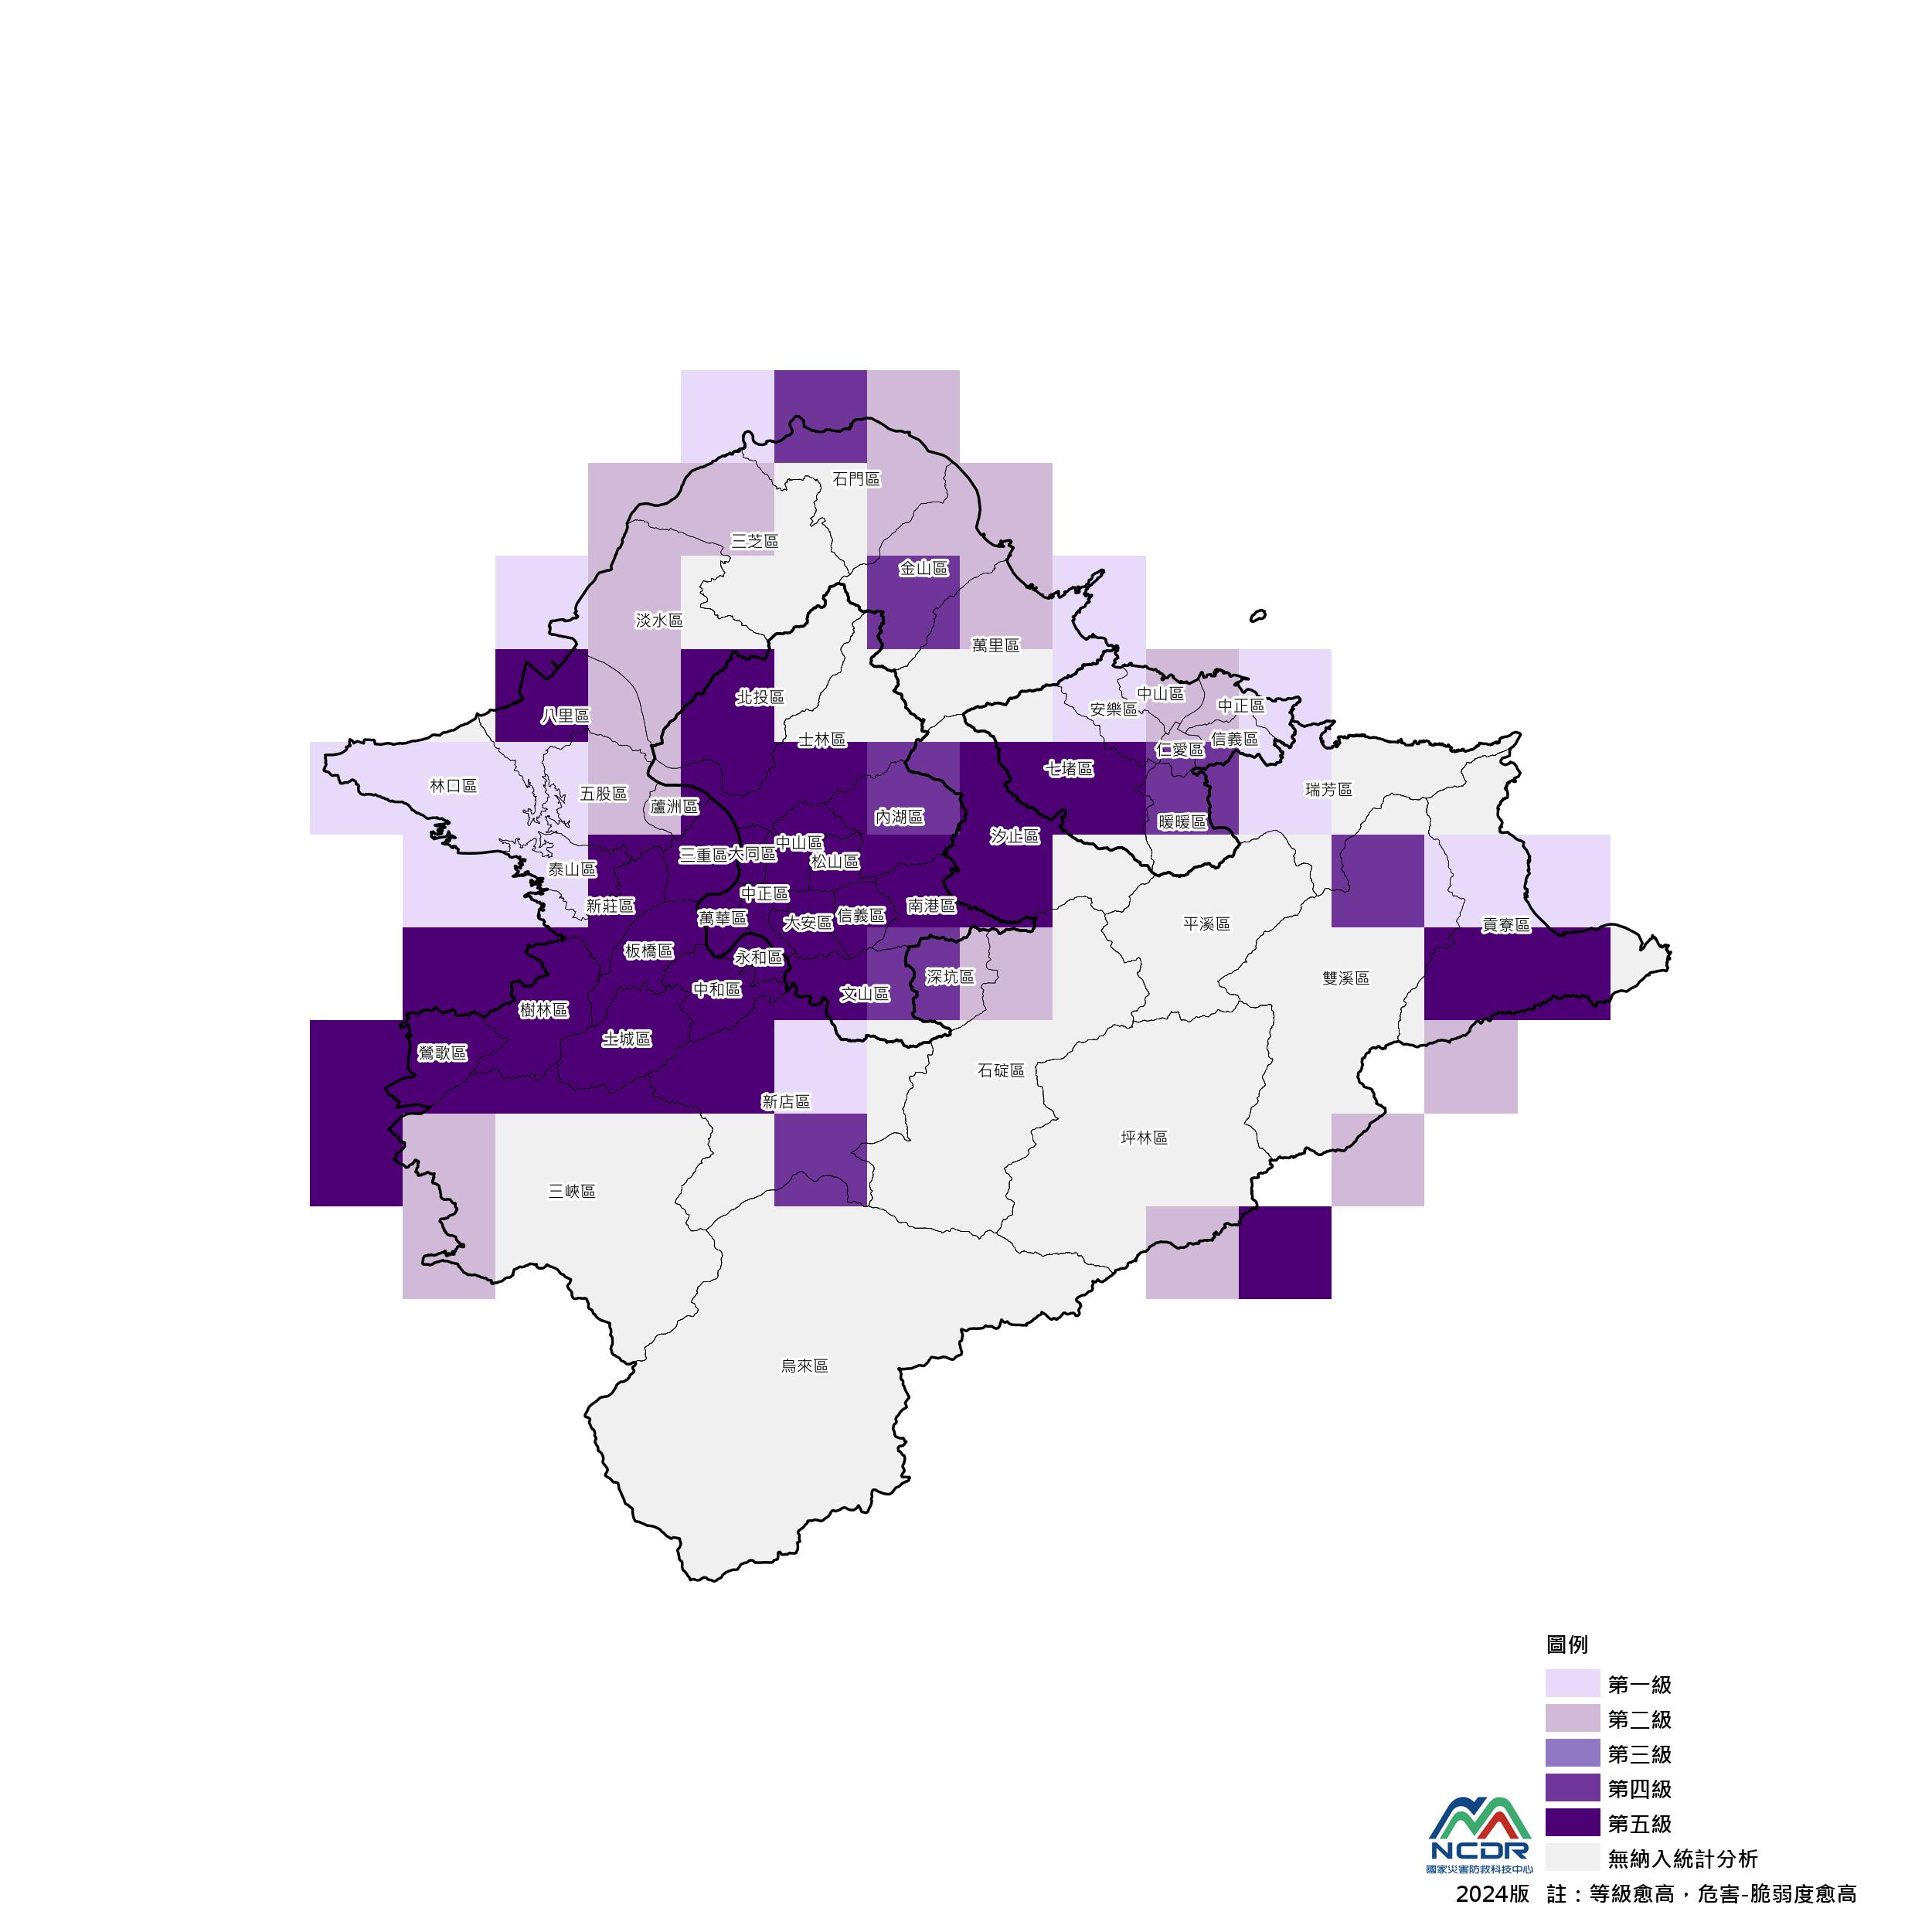 石門區
三芝區
金山區
淡水區
萬里區
北投區
中山區
中正區
八里區
安樂區
士林區
信義區
仁愛區
七堵區
林口區
五股區
瑞芳區
蘆洲區
內湖區
暖暖區
汐止區
中山區
三重區
大同區
松山區
泰山區
中正區
新莊區
萬華區
大安區
信義區
南港區
平溪區
貢寮區
板橋區
永和區
深坑區
雙溪區
中和區
文山區
樹林區
土城區
鶯歌區
石碇區
新店區
坪林區
三峽區
烏來區
圖例
第一級
第二級
第三級
第四級
第五級
無納入統計分析
NCDR
國家災害防救科技中心
2024版 註：等級愈高，危害-脆弱度愈高